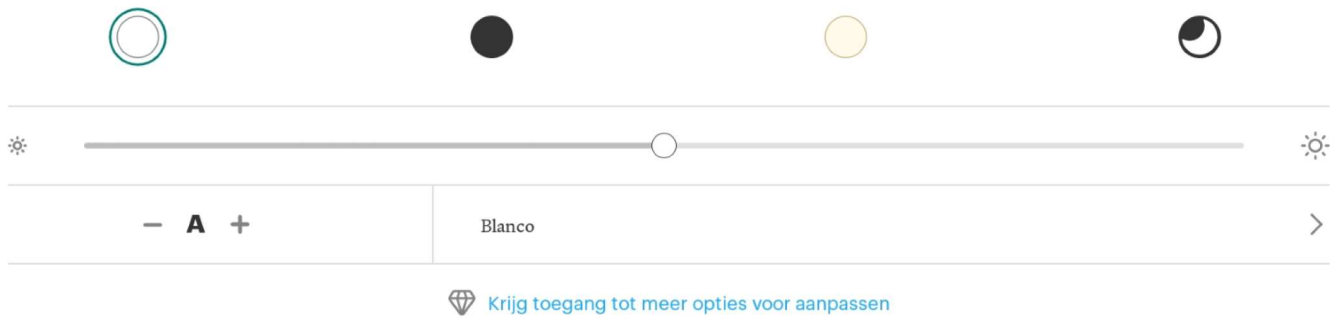 − A +
Blanco
Krijg toegang tot meer opties voor aanpassen